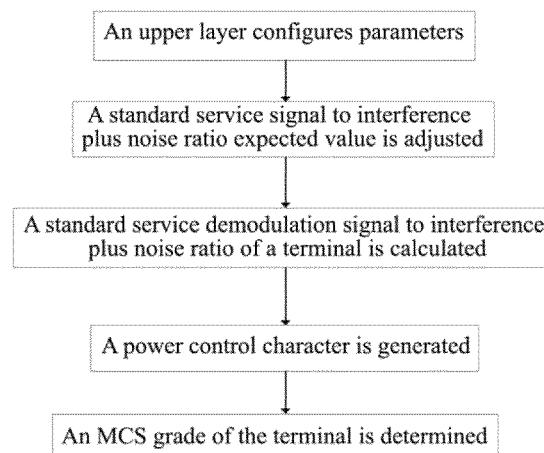 An upper layer configures parameters
A standard service signal to interference
plus noise ratio expected value is adjusted
A standard service demodulation signal to interference
plus noise ratio of a terminal is calculated
A power control character is generated
An MCS grade of the terminal is determined